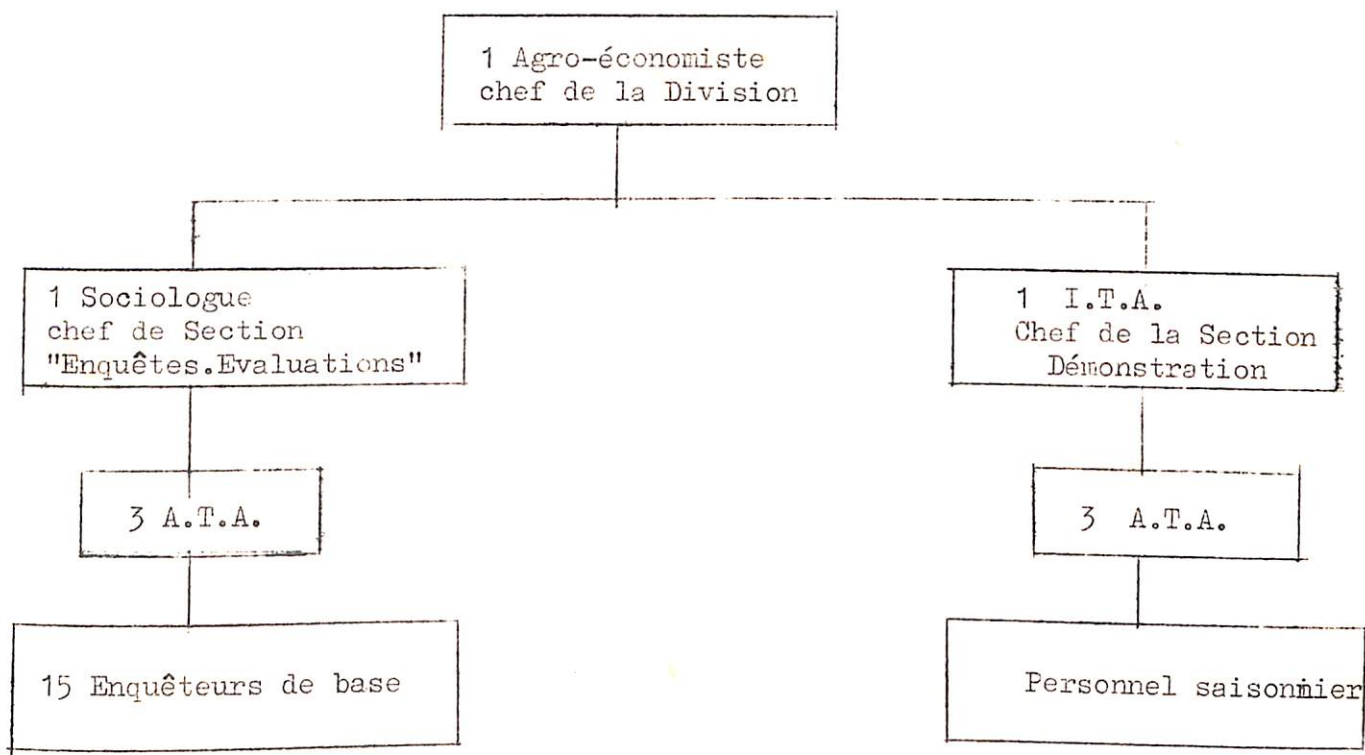 1 Agro-économiste
chef de la Division
1 Sociologue
chef de Section
"Enquêtes.Evaluations"
1 I.T.A.
Chef de la Section
Démonstration
3 A.T.A.
3 A.T.A.
15 Enquêteurs de base
Personnel saisonnier